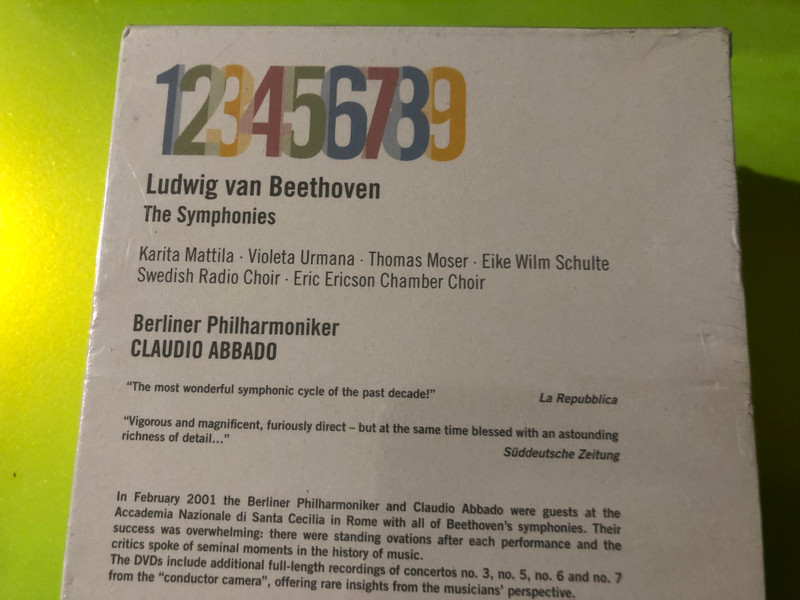 123456789
Ludwig van Beethoven
The Symphonies
Karita Mattila · Violeta Urmana · Thomas Moser · Eike Wilm Schulte
Swedish Radio Choir · Eric Ericson Chamber Choir
Berliner Philharmoniker
CLAUDIO ABBADO
“The most wonderful symphonic cycle of the past decade!” La Repubblica
“Vigorous and magnificent, furiously direct – but at the same time blessed with an astounding
richness of detail...”
Süddeutsche Zeitung
In February 2001 the Berliner Philharmoniker and Claudio Abbado were guests at the
Accademia Nazionale di Santa Cecilia in Rome with all of Beethoven's symphonies. Their
success was overwhelming: there were standing ovations after each performance and the
critics spoke of seminal moments in the history of music.
The DVDs include additional full-length recordings of concertos no. 3, no. 5, no. 6 and no. 7
from the “conductor camera”, offering rare insights from the musicians' perspective.